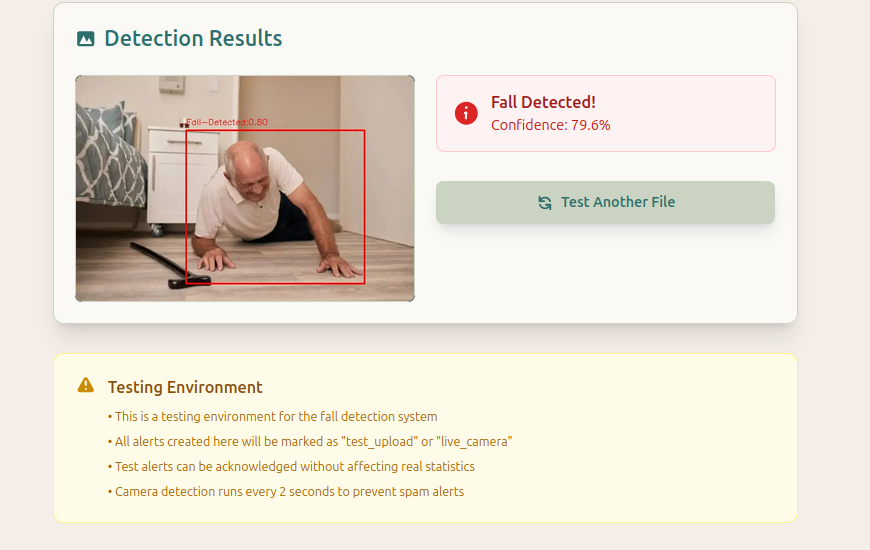 Detection Results
Fall-Detected:0.80
Fall Detected!
Confidence: 79.6%
Test Another File
Testing Environment
• This is a testing environment for the fall detection system
• All alerts created here will be marked as "test_upload" or "live_camera"
• Test alerts can be acknowledged without affecting real statistics
• Camera detection runs every 2 seconds to prevent spam alerts